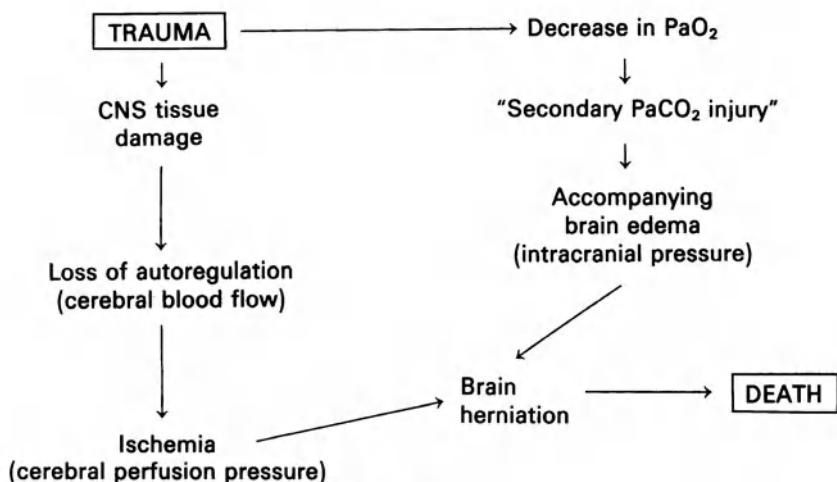 TRAUMA
Decrease in PaO₂
CNS tissue
damage
“Secondary PaCO₂ injury”
Accompanying
brain edema
(intracranial pressure)
Loss of autoregulation
(cerebral blood flow)
Brain
herniation
DEATH
Ischemia
(cerebral perfusion pressure)